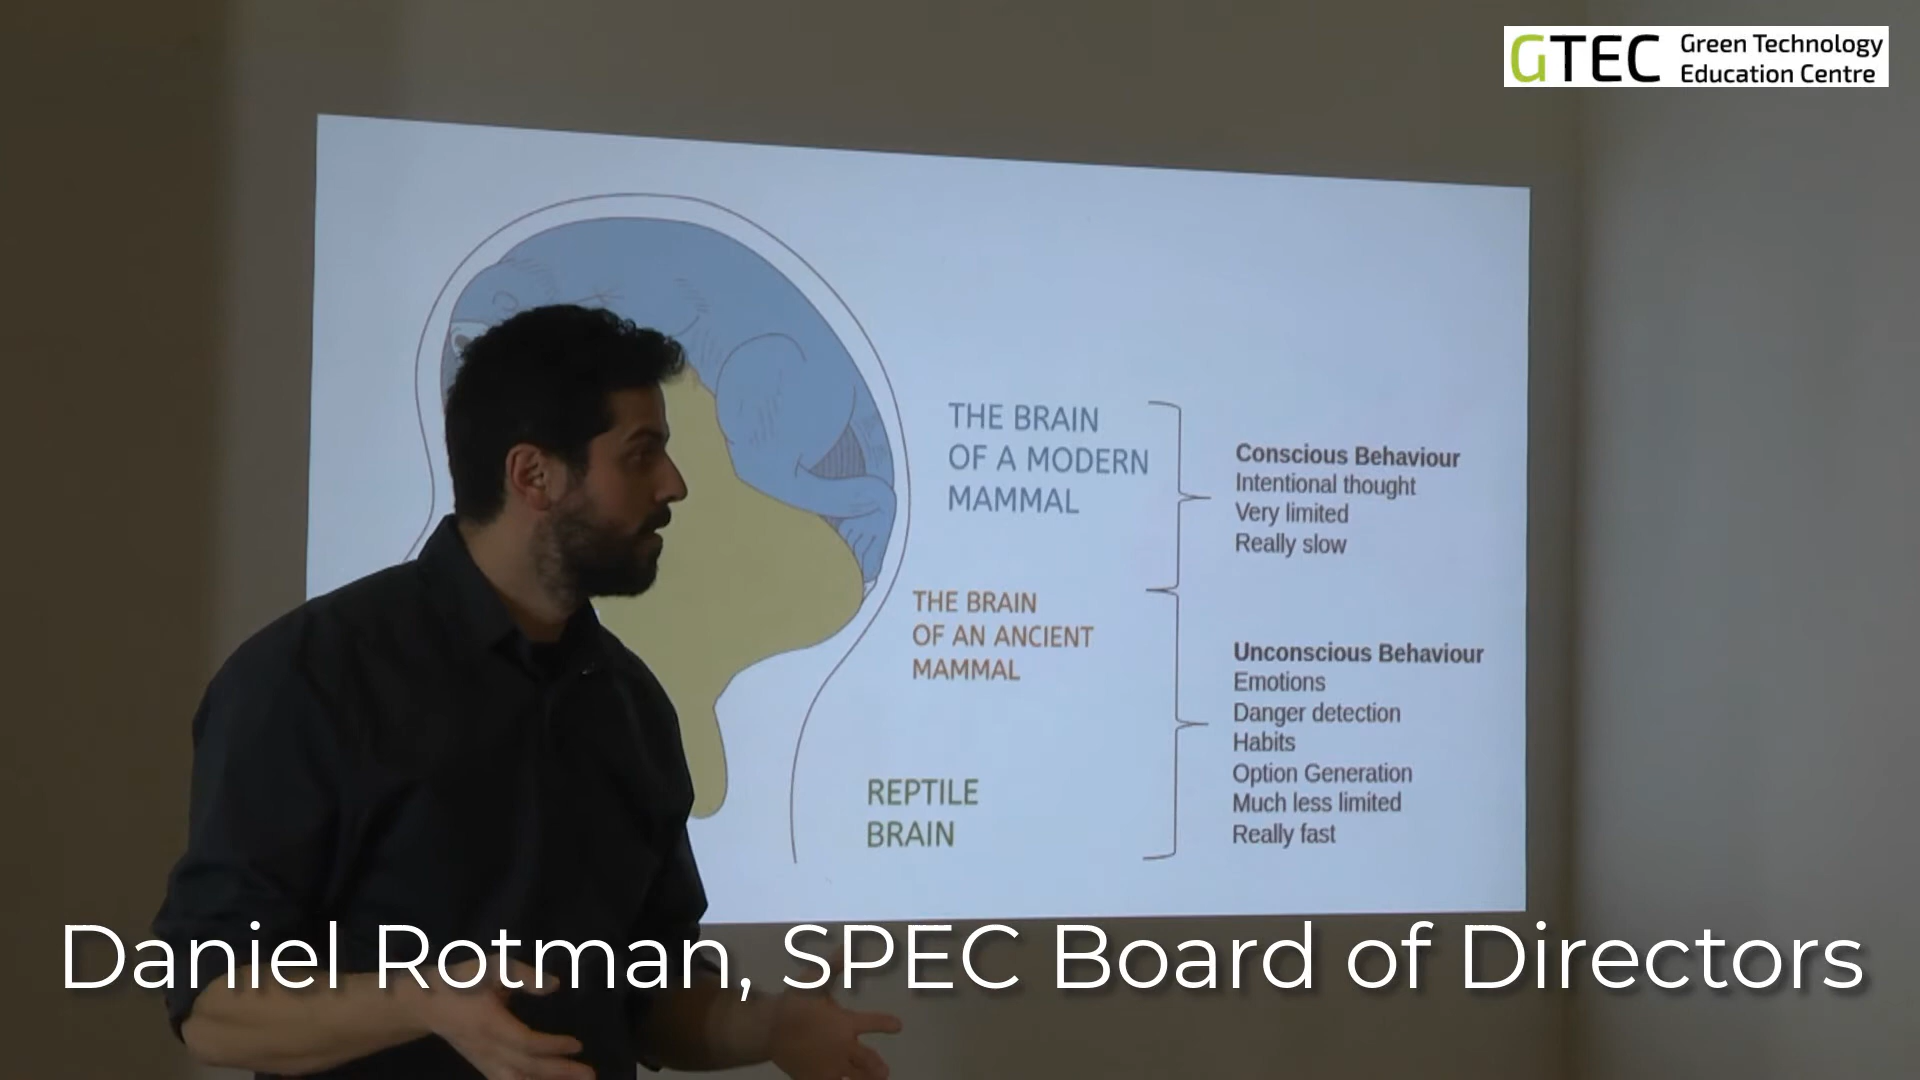 GTEC
Green Technology
Education Centre
THE BRAIN
OF A MODERN
MAMMAL
Conscious Behaviour
Intentional thought
Very limited
Really slow
THE BRAIN
OF AN ANCIENT
MAMMAL
Unconscious Behaviour
Emotions
Danger detection
Habits
Option Generation
Much less limited
Really fast
REPTILE
BRAIN
Daniel Rotman, SPEC Board of Directors